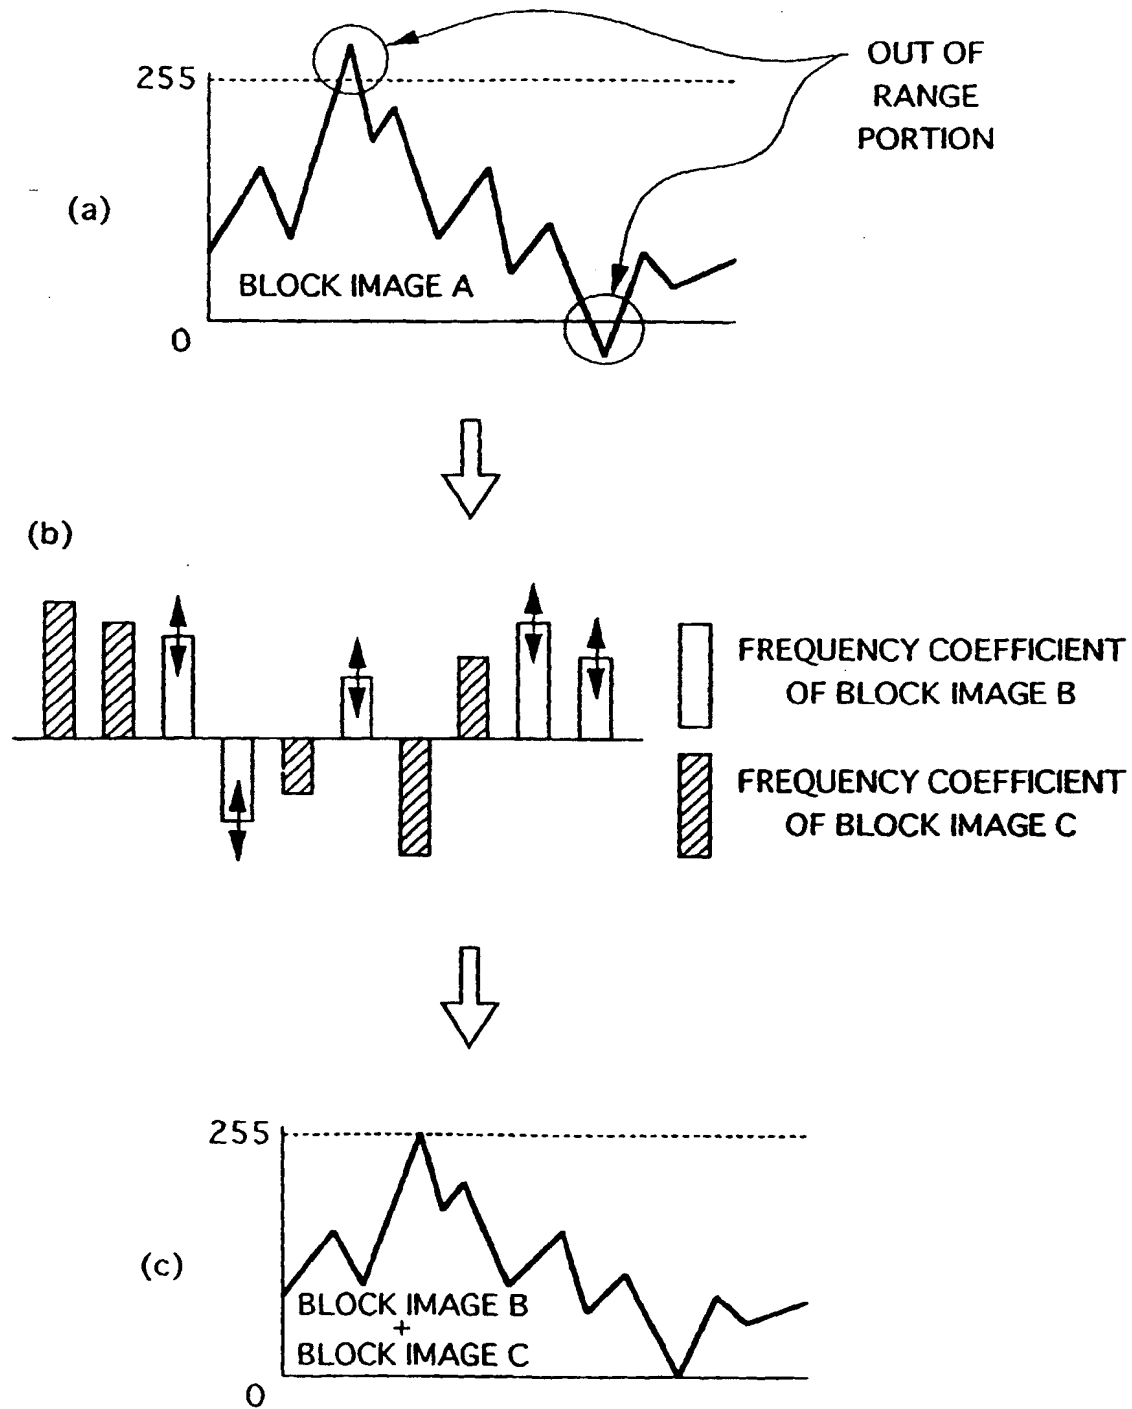 255
OUT OF
RANGE
PORTION
(a)
BLOCK IMAGE A
0
(b)
FREQUENCY COEFFICIENT
OF BLOCK IMAGE B
FREQUENCY COEFFICIENT
OF BLOCK IMAGE C
255
(c)
BLOCK IMAGE B
+
BLOCK IMAGE C
0